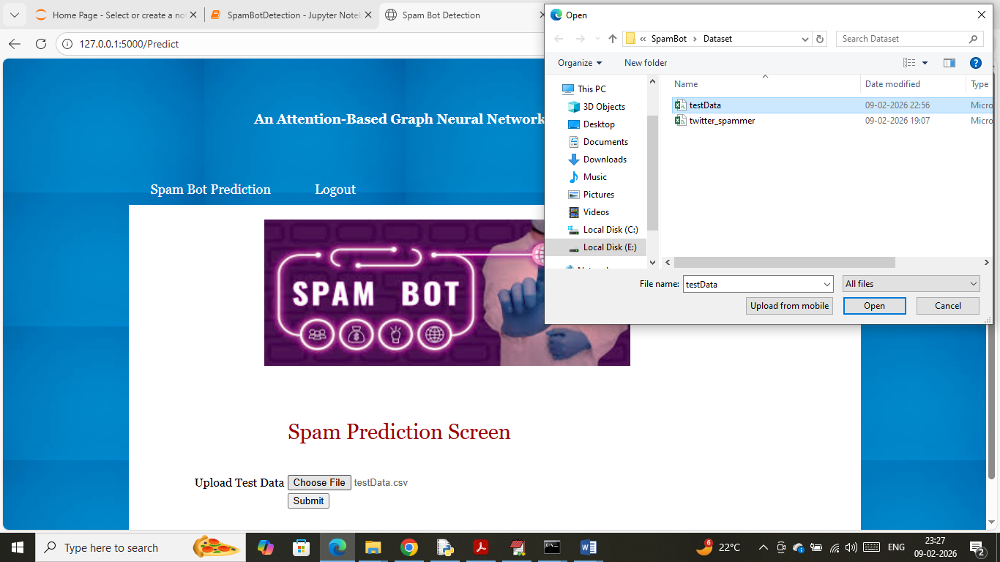 Home Page - Select or create a no
SpamBotDetection - Jupyter Note
Spam Bot Detection
127.0.0.1:5000/Predict
An Attention-Based Graph Neural Network
Spam Bot Prediction
Logout
SPAM BOT
Spam Prediction Screen
Upload Test Data Choose File testData.csv
Submit
Open
« SpamBot › Dataset
Search Dataset
Organize
New folder
This PC
3D Objects
Desktop
Documents
Downloads
Music
Pictures
Videos
Local Disk (C:)
Local Disk (E:)
Name Date modified Type
testData 09-02-2026 22:56 Micro
twitter_spammer 09-02-2026 19:07 Micro
File name: testData
All files
Upload from mobile
Open
Cancel
Type here to search
6
22°C
ENG
23:27
09-02-2026
2